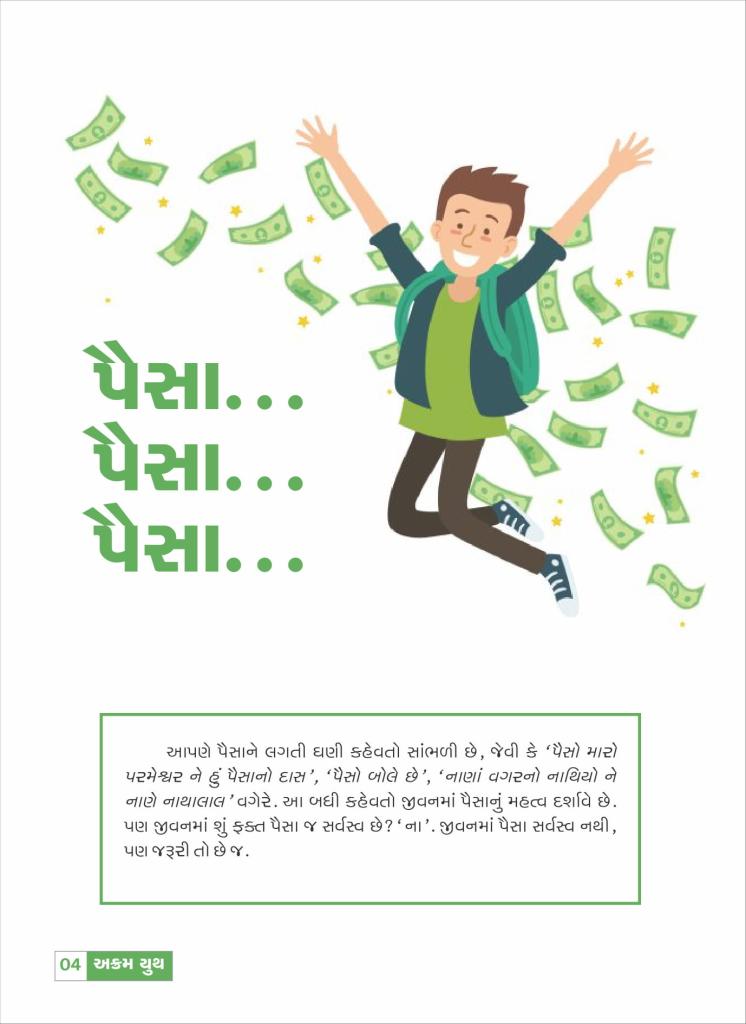 પૈસા...
પૈસા...
પૈસા...
આપણે પૈસાને લગતી ઘણી કહેવતો સાંભળી છે, જેવી કે ‘પૈસો મારો
પરમેશ્વર ને હું પૈસાનો દાસ’, ‘પૈસો બોલે છે’, ‘નાણાં વગરનો નાથિયો ને
નાણે નાથાલાલ’ વગેરે. આ બધી કહેવતો જીવનમાં પૈસાનું મહત્વ દર્શાવે છે.
પણ જીવનમાં શું ફક્ત પૈસા જ સર્વસ્વ છે? ‘ના’. જીવનમાં પૈસા સર્વસ્વ નથી,
પણ જરૂરી તો છે જ.
04 અક્રમ યુથ